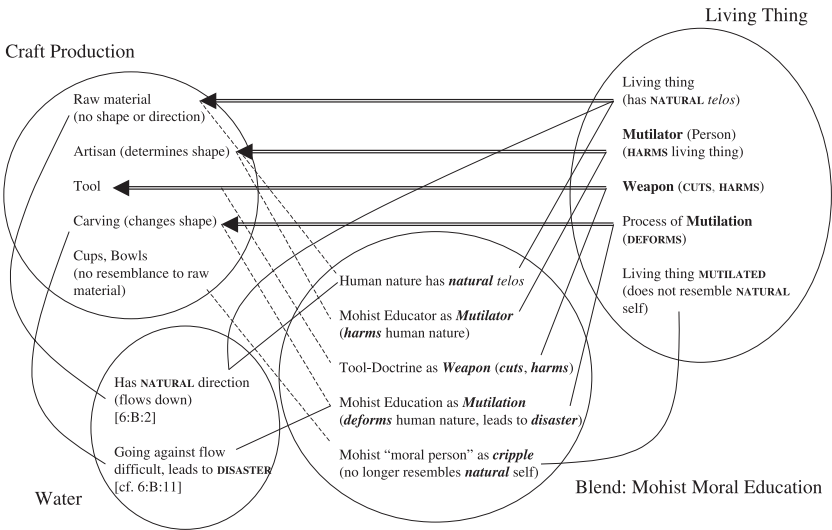 Living Thing
Craft Production
Raw material
(no shape or direction)
Artisan (determines shape)
Tool
Carving (changes shape)
Cups, Bowls
(no resemblance to raw
material)
Living thing
(has NATURAL telos)
Mutilator (Person)
(HARMS living thing)
Weapon (CUTS, HARMS)
Process of Mutilation
(DEFORMS)
Living thing MUTILATED
(does not resemble NATURAL
self)
Human nature has natural telos
Mohist Educator as Mutilator
(harms human nature)
Tool-Doctrine as Weapon (cuts, harms)
Mohist Education as Mutilation
(deforms human nature, leads to disaster)
Mohist “moral person” as cripple
(no longer resembles natural self)
Has NATURAL direction
(flows down)
[6:B:2]
Going against flow
difficult, leads to DISASTER
[cf. 6:B:11]
Water
Blend: Mohist Moral Education